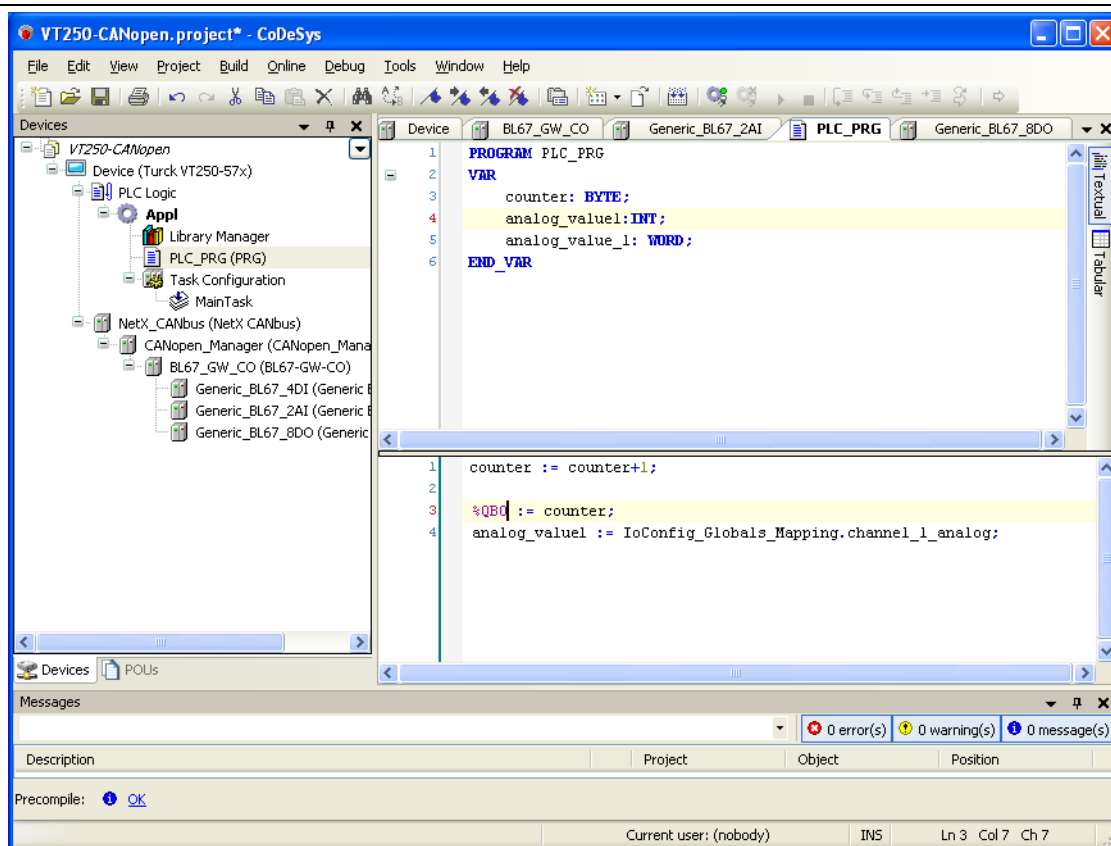 VT250-CANopen.project* - CoDeSys
File Edit View Project Build Online Debug Tools Window Help
Devices
VT250-CANopen
Device (Turck VT250-57x)
PLC Logic
Appl
Library Manager
PLC_PRG (PRG)
Task Configuration
MainTask
NetX_CANbus (NetX CANbus)
CANopen_Manager (CANopen_Mana
BL67_GW_CO (BL67-GW-CO)
Generic_BL67_4DI (Generic B
Generic_BL67_2AI (Generic B
Generic_BL67_8DO (Generic
Devices POUs
Device BL67_GW_CO Generic_BL67_2AI PLC_PRG Generic_BL67_8DO
1 PROGRAM PLC_PRG
2 VAR
3 counter: BYTE;
4 analog_value1:INT;
5 analog_value_1: WORD;
6 END_VAR
Textual
Tabular
1 counter := counter+1;
2
3 %QB0 := counter;
4 analog_value1 := IoConfig_Globals_Mapping.channel_1_analog;
Messages
0 error(s) 0 warning(s) 0 message(s)
Description Project Object Position
Precompile: OK
Current user: (nobody) INS Ln 3 Col 7 Ch 7